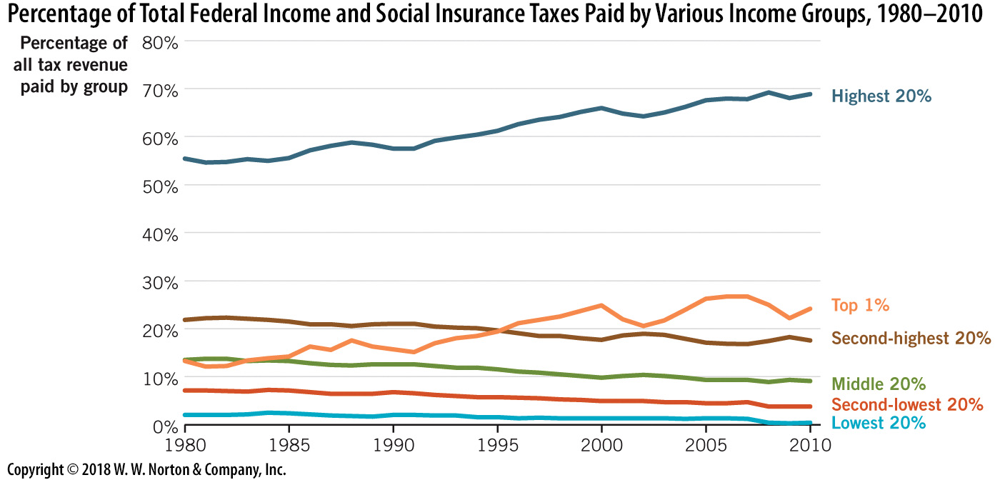 Percentage of Total Federal Income and Social Insurance Taxes Paid by Various Income Groups, 1980–2010
Percentage of
all tax revenue
paid by group
80%
70%
60%
50%
40%
30%
20%
10%
0%
Highest 20%
Top 1%
Second-highest 20%
Middle 20%
Second-lowest 20%
Lowest 20%
1980 1985 1990 1995 2000 2005 2010
Copyright © 2018 W. W. Norton & Company, Inc.